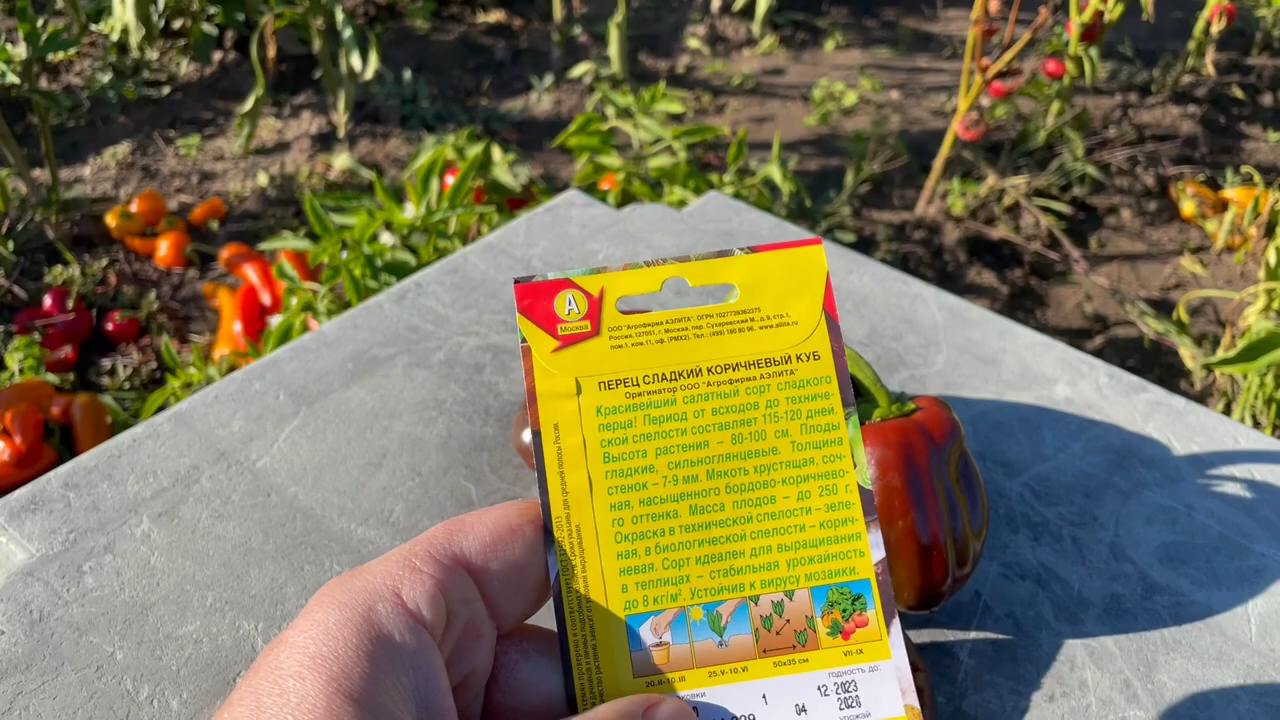 А
Москва
ООО "Агрофирма АЭЛИТА". ОГРН 1027739362375
Россия,127051, г. Москва, пер. Сухаревский М., д.9, стр.1,
пом.1, ком.11, оф. (РМХ2). Тел.: (499) 180 80 96. www.ailita.ru
ПЕРЕЦ СЛАДКИЙ КОРИЧНЕВЫЙ КУБ
Оригинатор ООО "Агрофирма АЭЛИТА"
Красивейший салатный сорт сладкого
перца! Период от всходов до техниче-
ской спелости составляет 115-120 дней.
Высота растения – 80-100 см. Плоды
гладкие, сильноглянцевые. Толщина
стенок – 7-9 мм. Мякоть хрустящая, соч-
ная, насыщенного бордово-коричнево-
го оттенка. Масса плодов – до 250 г.
Окраска в технической спелости – зеле-
ная, в биологической спелости – корич-
невая. Сорт идеален для выращивания
в теплицах – стабильная урожайность
до 8 кг/м². Устойчив к вирусу мозаики.
20.II-10.III
25.V-10.VI
50х35 см
VII-IX
годность до:
1 12-2023
04 2020
урожай